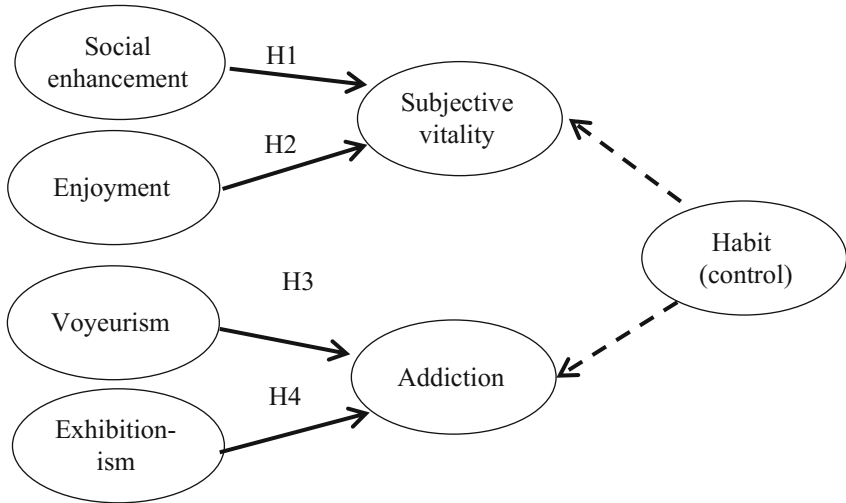 Social
enhancement
H1
Subjective
vitality
H2
Enjoyment
Habit
(control)
H3
Voyeurism
Addiction
H4
Exhibition-
ism